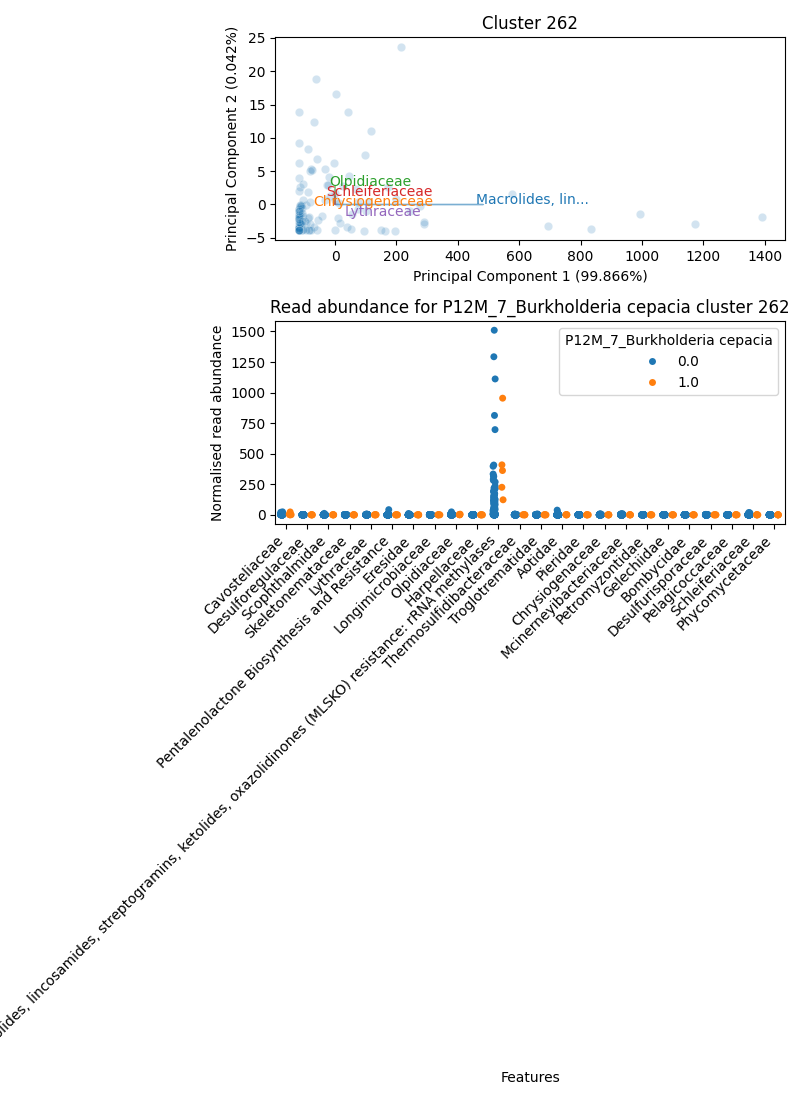 Cluster 262
Principal Component 2 (0.042%)
25
20
15
10
5
0
−5
Olpidiaceae
Schleiferiaceae
Chrysiogenaceae
Lythraceae
Macrolides, lin...
0
200
400
600
800
1000
1200
1400
Principal Component 1 (99.866%)
Read abundance for P12M_7_Burkholderia cepacia cluster 262
Normalised read abundance
1500
1250
1000
750
500
250
0
P12M_7_Burkholderia cepacia
0.0
1.0
Cavosteliaceae
Desulforegulaceae
Scophthalmidae
Skeletonemataceae
Lythraceae
Pentalenolactone Biosynthesis and Resistance
Eresidae
Longimicrobiaceae
Olpidiaceae
Harpellaceae
lides, lincosamides, streptogramins, ketolides, oxazolidinones (MLSKO) resistance: rRNA methylases
Thermosulfidibacteraceae
Troglotrematidae
Aotidae
Pieridae
Chrysiogenaceae
Mcinerneyibacteriaceae
Petromyzontidae
Gelechiidae
Bombycidae
Desulfurisporaceae
Pelagicoccaceae
Schleiferiaceae
Phycomycetaceae
Features